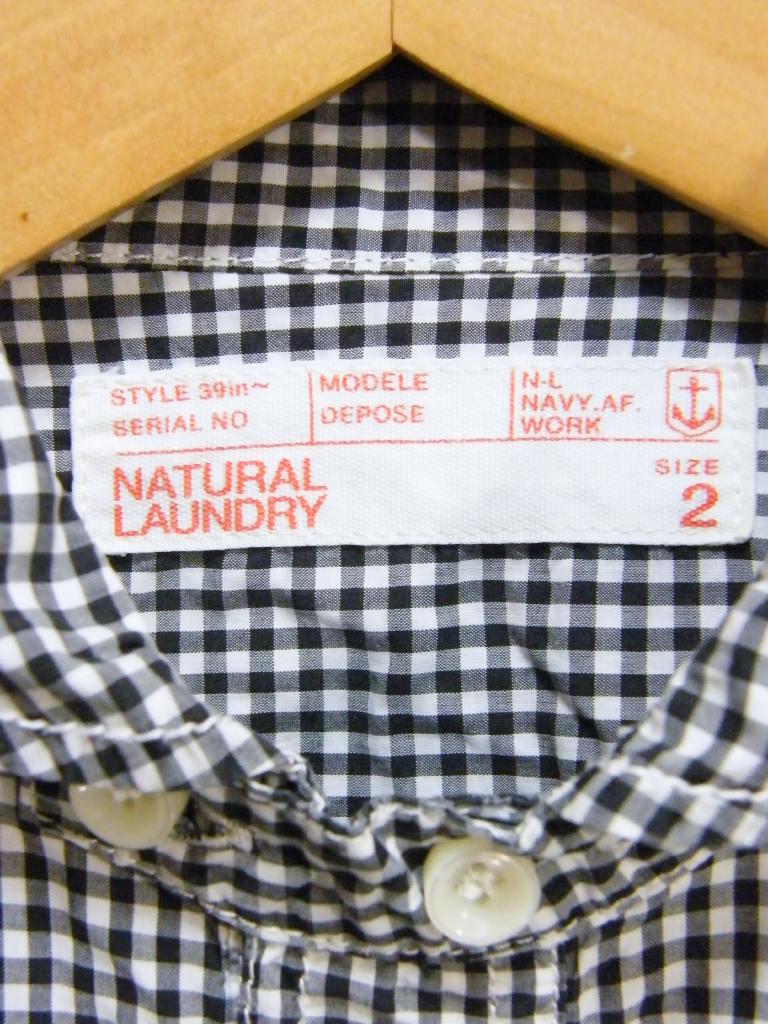 STYLE 39in~
SERIAL NO
MODELE
DEPOSE
N-L
NAVY.AF.
WORK
NATURAL
LAUNDRY
SIZE
2